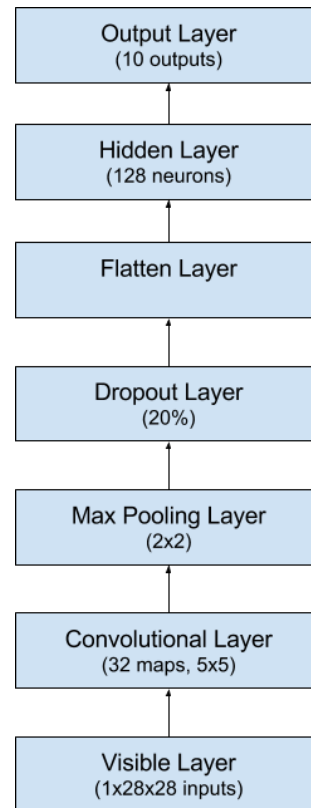 Output Layer
(10 outputs)
Hidden Layer
(128 neurons)
Flatten Layer
Dropout Layer
(20%)
Max Pooling Layer
(2x2)
Convolutional Layer
(32 maps, 5x5)
Visible Layer
(1x28x28 inputs)